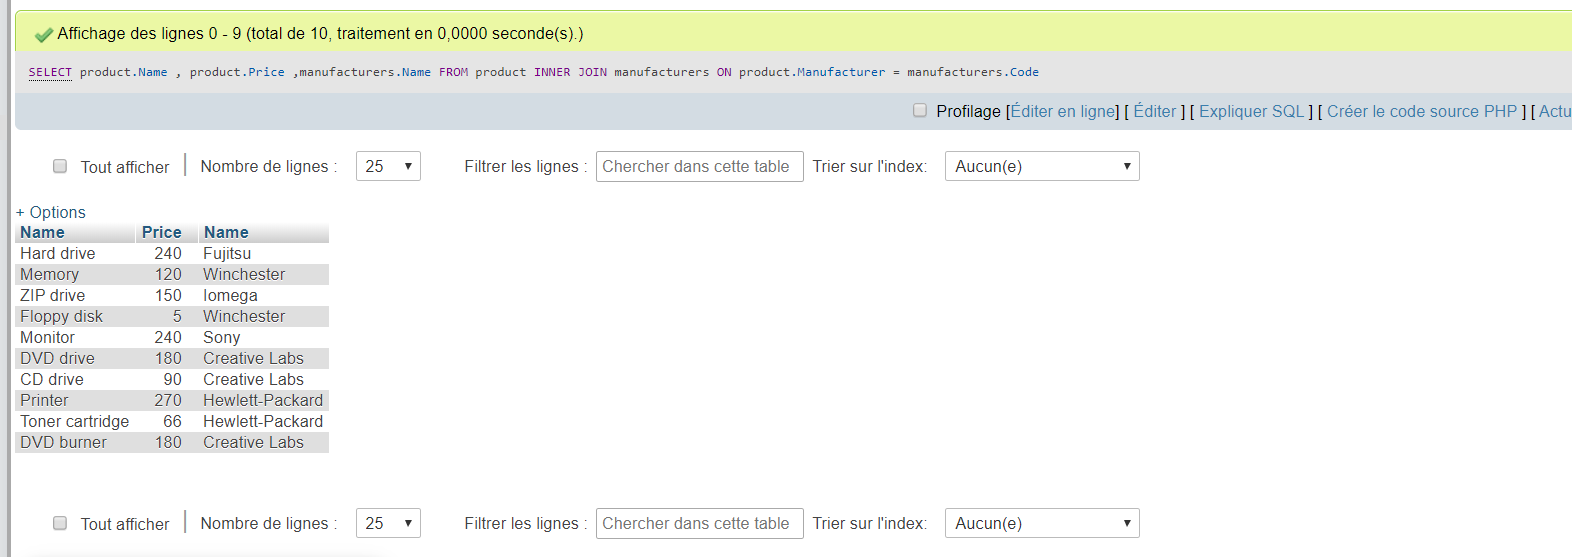 Affichage des lignes 0 - 9 (total de 10, traitement en 0,0000 seconde(s).)
SELECT product.Name , product.Price ,manufacturers.Name FROM product INNER JOIN manufacturers ON product.Manufacturer = manufacturers.Code
Profilage [Éditer en ligne] [ Éditer ] [ Expliquer SQL ] [ Créer le code source PHP ] [ Actu
Tout afficher | Nombre de lignes : 25 Filtrer les lignes : Chercher dans cette table Trier sur l'index: Aucun(e)
+ Options
Name Price Name
Hard drive 240 Fujitsu
Memory 120 Winchester
ZIP drive 150 Iomega
Floppy disk 5 Winchester
Monitor 240 Sony
DVD drive 180 Creative Labs
CD drive 90 Creative Labs
Printer 270 Hewlett-Packard
Toner cartridge 66 Hewlett-Packard
DVD burner 180 Creative Labs
Tout afficher | Nombre de lignes : 25 Filtrer les lignes : Chercher dans cette table Trier sur l'index: Aucun(e)